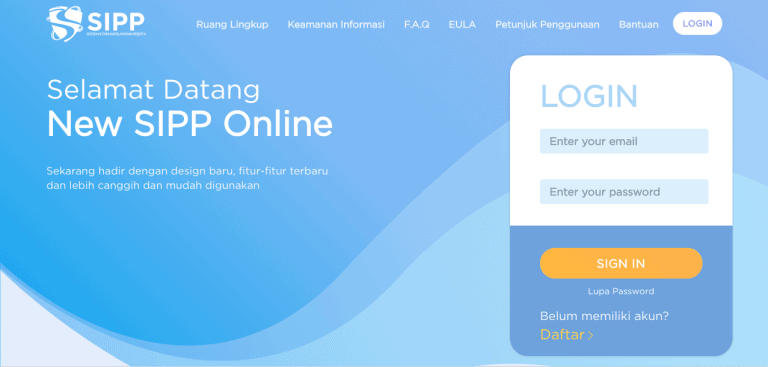 SIPP
Ruang Lingkup
Keamanan Informasi
F.A.Q
EULA
Petunjuk Penggunaan
Bantuan
LOGIN
Selamat Datang
New SIPP Online
Sekarang hadir dengan design baru, fitur-fitur terbaru
dan lebih canggih dan mudah digunakan
LOGIN
Enter your email
Enter your password
SIGN IN
Lupa Password
Belum memiliki akun?
Daftar >